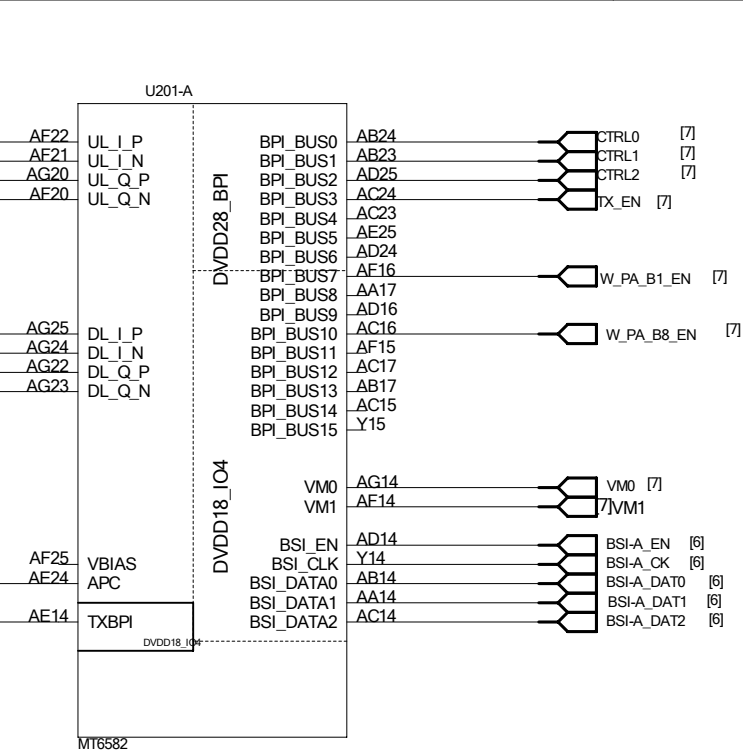 U201-A
AF22 UL_I_P BPI_BUS0 AB24 CTRL0 [7]
AF21 UL_I_N BPI_BUS1 AB23 CTRL1 [7]
AG20 UL_Q_P BPI_BUS2 AD25 CTRL2 [7]
AF20 UL_Q_N BPI_BUS3 AC24 TX_EN [7]
BPI_BUS4 AC23
BPI_BUS5 AE25
BPI_BUS6 AD24
DVDD28_BPI
BPI_BUS7 AF16 W_PA_B1_EN [7]
BPI_BUS8 AA17
BPI_BUS9 AD16
AG25 DL_I_P BPI_BUS10 AC16 W_PA_B8_EN [7]
AG24 DL_I_N BPI_BUS11 AF15
AG22 DL_Q_P BPI_BUS12 AC17
AG23 DL_Q_N BPI_BUS13 AB17
BPI_BUS14 AC15
BPI_BUS15 Y15
DVDD18_IO4
VM0 AG14 VM0 [7]
VM1 AF14 [7]VM1
BSI_EN AD14 BSI-A_EN [6]
AF25 VBIAS BSI_CLK Y14 BSI-A_CK [6]
AE24 APC BSI_DATA0 AB14 BSI-A_DAT0 [6]
BSI_DATA1 AA14 BSI-A_DAT1 [6]
AE14 TXBPI BSI_DATA2 AC14 BSI-A_DAT2 [6]
DVDD18_IO4
MT6582